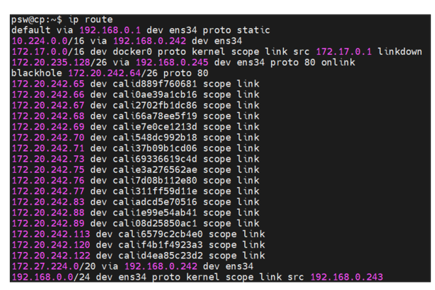 psw@cp:~$ ip route
default via 192.168.0.1 dev ens34 proto static
10.224.0.0/16 via 192.168.0.242 dev ens34
172.17.0.0/16 dev docker0 proto kernel scope link src 172.17.0.1 linkdown
172.20.235.128/26 via 192.168.0.245 dev ens34 proto 80 onlink
blackhole 172.20.242.64/26 proto 80
172.20.242.65 dev calid889f760681 scope link
172.20.242.66 dev cali0ae39a1cb16 scope link
172.20.242.67 dev cali2702fb1dc86 scope link
172.20.242.68 dev cali66a78ee5f19 scope link
172.20.242.69 dev calie7e0ce1213d scope link
172.20.242.70 dev cali548dc992b18 scope link
172.20.242.71 dev cali37b09b1cd06 scope link
172.20.242.73 dev cali69336619c4d scope link
172.20.242.75 dev calie3a276562ae scope link
172.20.242.76 dev cali7d08b112e80 scope link
172.20.242.77 dev cali311ff59d11e scope link
172.20.242.83 dev caliadcd5e70516 scope link
172.20.242.88 dev cali1e99e54ab41 scope link
172.20.242.89 dev cali08d25850ac1 scope link
172.20.242.113 dev cali6579c2cb4e0 scope link
172.20.242.120 dev calif4b1f4923a3 scope link
172.20.242.122 dev calid4ea85c23d2 scope link
172.27.224.0/20 via 192.168.0.242 dev ens34
192.168.0.0/24 dev ens34 proto kernel scope link src 192.168.0.243